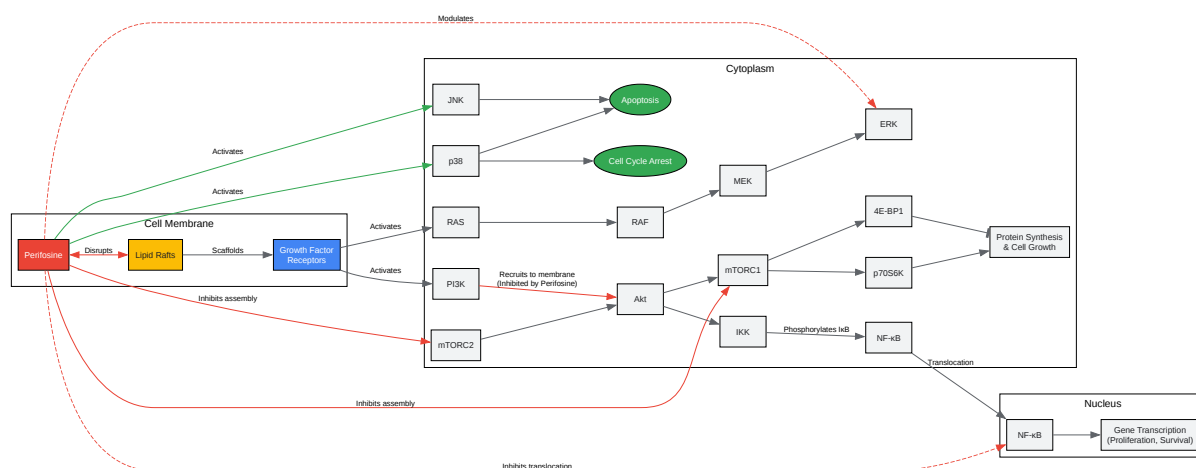 Modulates
Cytoplasm
JNK
Apoptosis
ERK
Activates
p38
Cell Cycle Arrest
MEK
Activates
Cell Membrane
RAS
RAF
4E-BP1
Activates
Perifosine
Disrupts
Lipid Rafts
Scaffolds
Growth Factor
Receptors
Protein Synthesis
& Cell Growth
Activates
PI3K
Recruits to membrane
(Inhibited by Perifosine)
mTORC1
p70S6K
Inhibits assembly
Akt
mTORC2
IKK
Phosphorylates IκB
NF-κB
Translocation
Inhibits assembly
Nucleus
NF-κB
Gene Transcription
(Proliferation, Survival)
Inhibits translocation